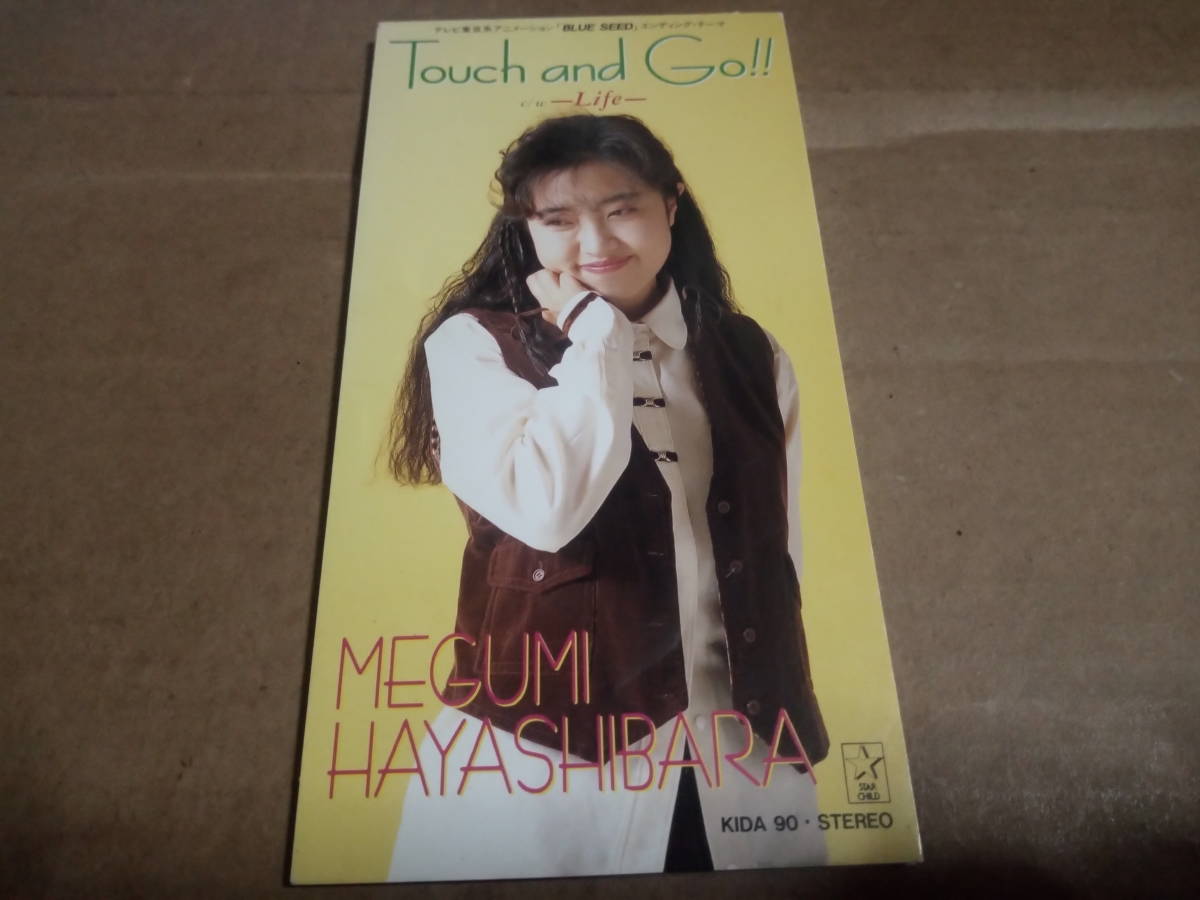 テレビ東京系アニメーション「BLUE SEED」エンディング・テーマ
Touch and Go!!
c/w —Life—
MEGUMI
HAYASHIBARA
STAR
CHILD
KIDA 90・STEREO